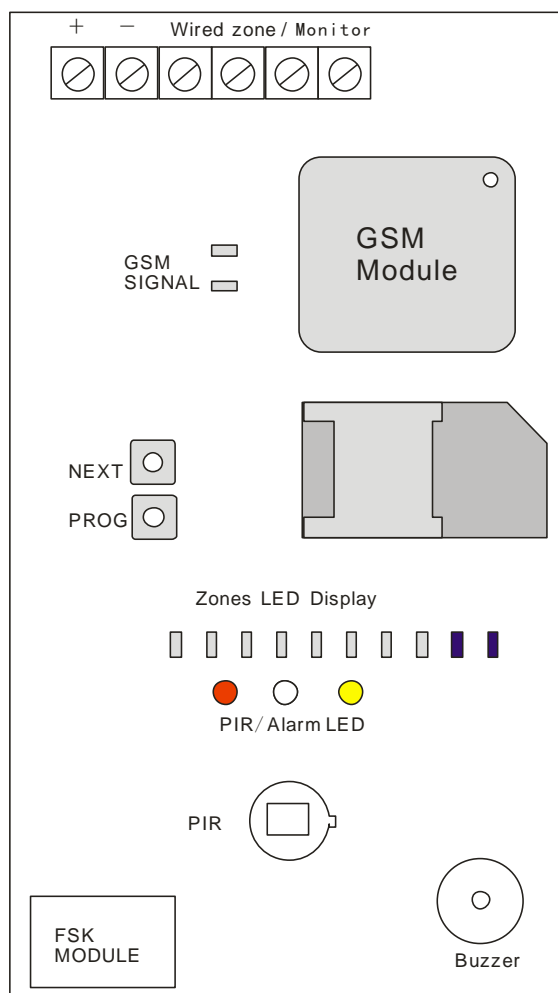 + − Wired zone / Monitor
GSM
Module
GSM
SIGNAL
NEXT
PROG
Zones LED Display
PIR/Alarm LED
PIR
FSK
MODULE
Buzzer